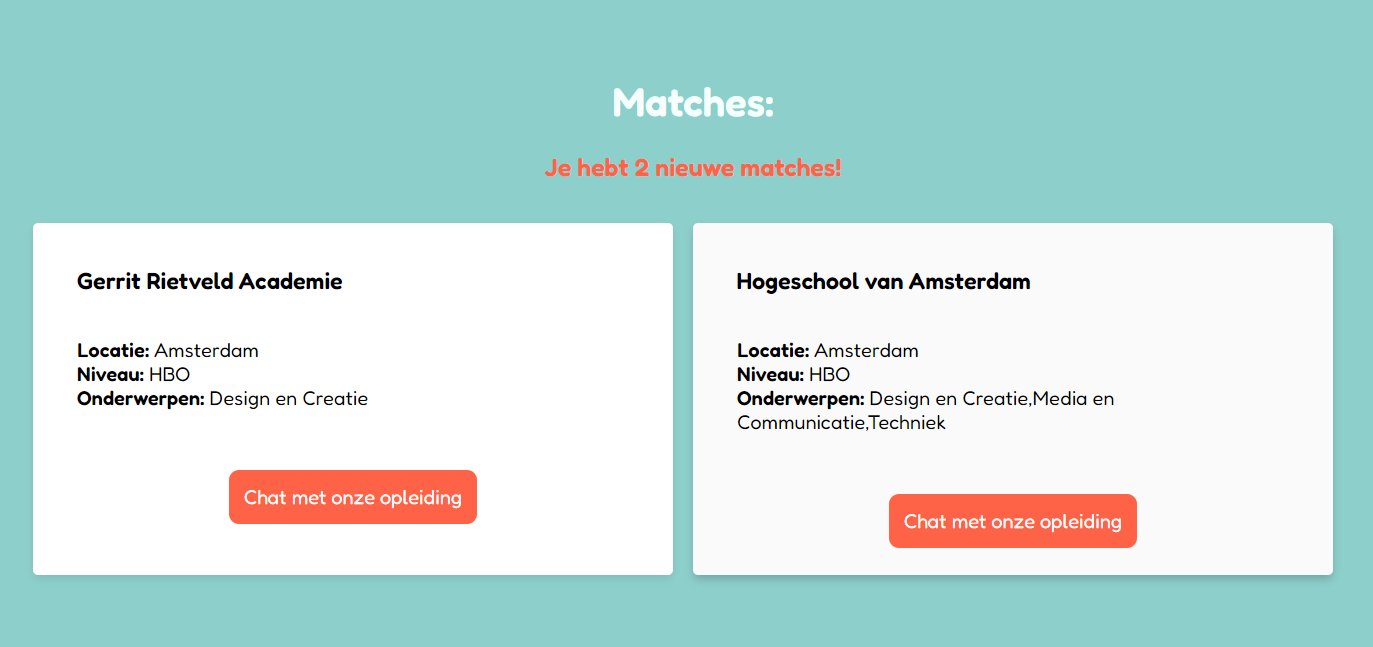 Matches:
Je hebt 2 nieuwe matches!
Gerrit Rietveld Academie
Locatie: Amsterdam
Niveau: HBO
Onderwerpen: Design en Creatie
Chat met onze opleiding
Hogeschool van Amsterdam
Locatie: Amsterdam
Niveau: HBO
Onderwerpen: Design en Creatie,Media en
Communicatie,Techniek
Chat met onze opleiding